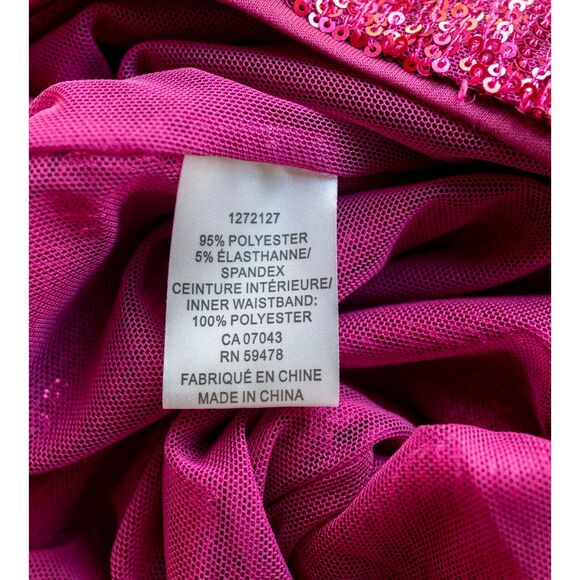 1272127
95% POLYESTER
5% ÉLASTHANNE/
SPANDEX
CEINTURE INTÉRIEURE/
INNER WAISTBAND:
100% POLYESTER
CA 07043
RN 59478
FABRIQUÉ EN CHINE
MADE IN CHINA